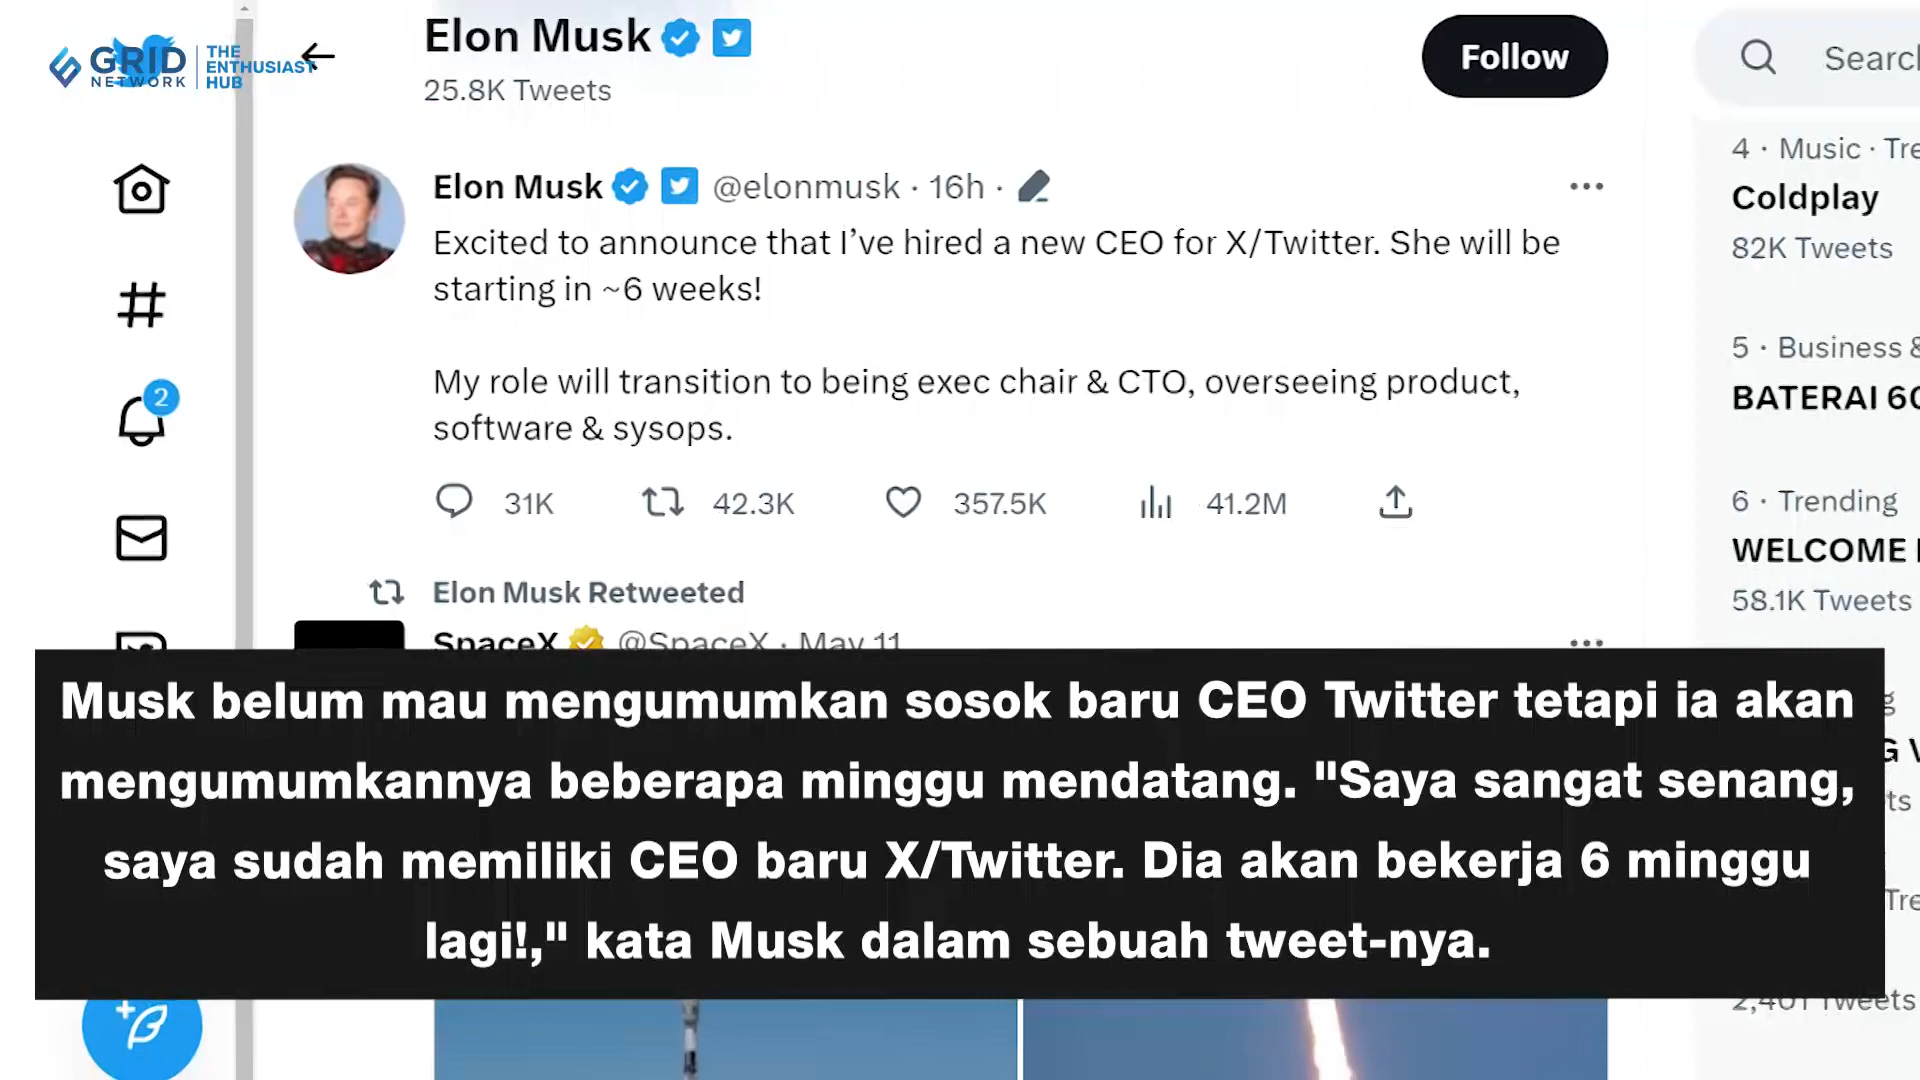 GRID
NETWORK
THE
ENTHUSIAST
HUB
Elon Musk
25.8K Tweets
Follow
Elon Musk @elonmusk · 16h ·
Excited to announce that I’ve hired a new CEO for X/Twitter. She will be
starting in ~6 weeks!
My role will transition to being exec chair & CTO, overseeing product,
software & sysops.
31K 42.3K 357.5K 41.2M
Elon Musk Retweeted
SpaceX @SpaceX · May 11
2
4 · Music ·
Coldplay
82K Tweets
5 · Business &
BATERAI
6 · Trending
WELCOME
58.1K Tweets
Musk belum mau mengumumkan sosok baru CEO Twitter tetapi ia akan
mengumumkannya beberapa minggu mendatang. "Saya sangat senang,
saya sudah memiliki CEO baru X/Twitter. Dia akan bekerja 6 minggu
lagi!," kata Musk dalam sebuah tweet-nya.
Tweets